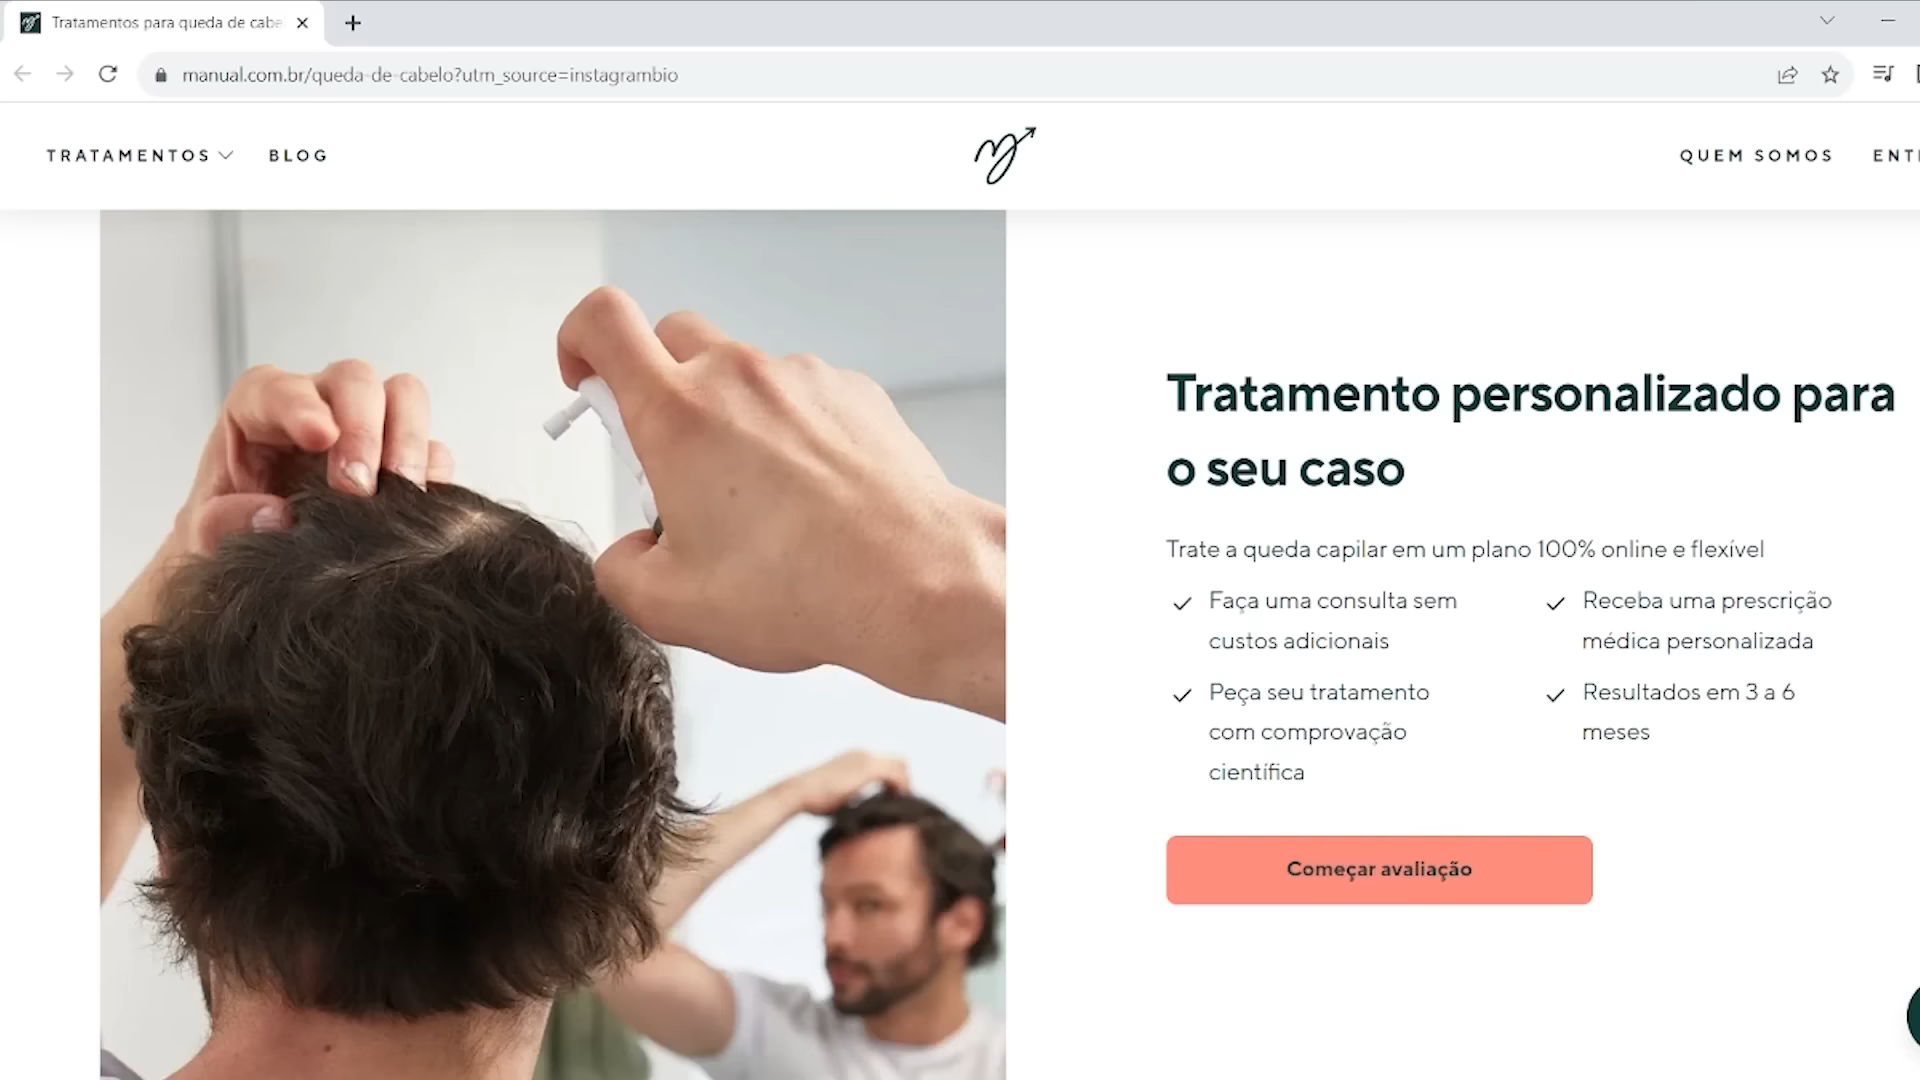 Tratamentos para queda de cabe
manual.com.br/queda-de-cabelo?utm_source=instagrambio
TRATAMENTOS
BLOG
QUEM SOMOS
Tratamento personalizado para
o seu caso
Trate a queda capilar em um plano 100% online e flexível
Faça uma consulta sem
custos adicionais
Receba uma prescrição
médica personalizada
Peça seu tratamento
com comprovação
científica
Resultados em 3 a 6
meses
Começar avaliação